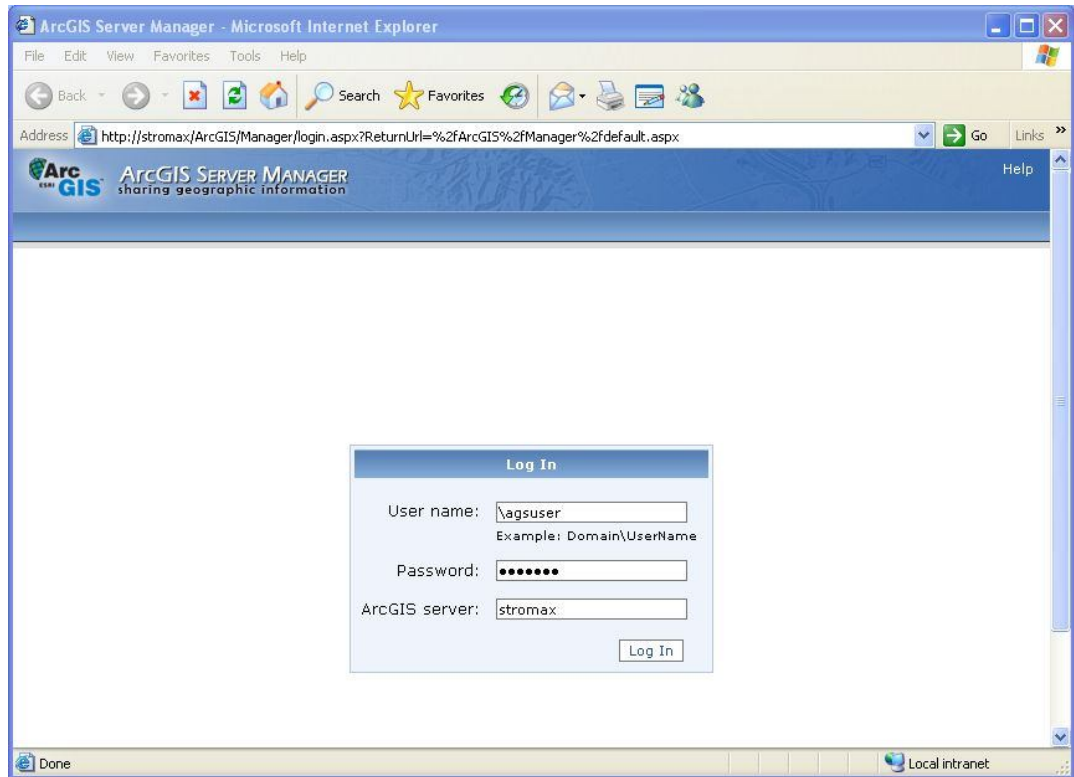 ArcGIS Server Manager - Microsoft Internet Explorer
File Edit View Favorites Tools Help
Back Search Favorites
Address http://stromax/ArcGIS/Manager/login.aspx?ReturnUrl=%2fArcGIS%2fManager%2fdefault.aspx Go Links »
Arc GIS ESRI ARCGIS SERVER MANAGER Help
sharing geographic information
Log In
User name: \agsuser
Example: Domain\UserName
Password: •••••••
ArcGIS server: stromax
Log In
Done Local intranet